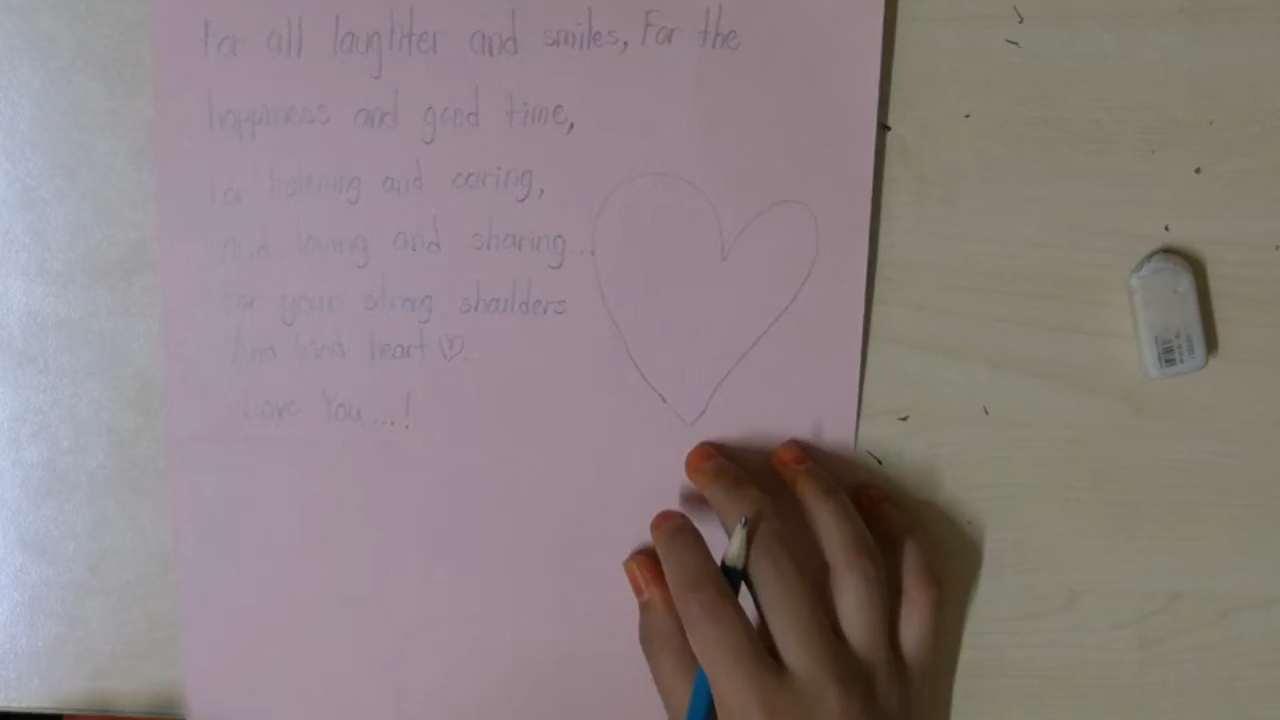 For all laughter and smiles, For the
happiness and good time,
For listening and caring,
and loving and sharing...
for your strong shoulders
kind heart
Love You...!